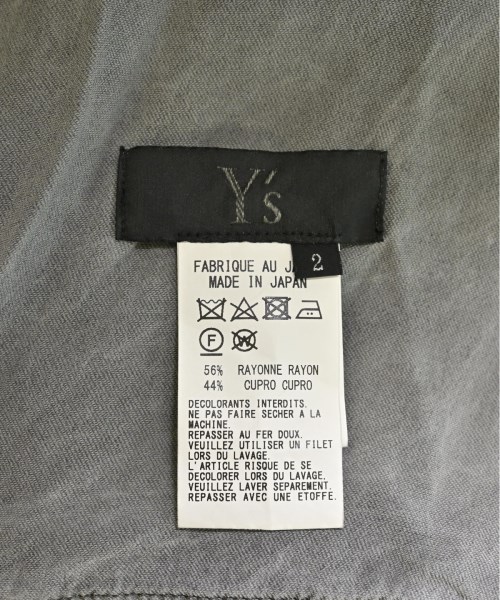 Y's
2
FABRIQUE AU J
MADE IN JAPAN
F
W
56% RAYONNE RAYON
44% CUPRO CUPRO
DECOLORANTS INTERDITS.
NE PAS FAIRE SECHER A LA
MACHINE.
REPASSER AU FER DOUX.
VEUILLEZ UTILISER UN FILET
LORS DU LAVAGE.
L'ARTICLE RISQUE DE SE
DECOLORER LORS DU LAVAGE.
VEUILLEZ LAVER SEPAREMENT.
REPASSER AVEC UNE ETOFFE.